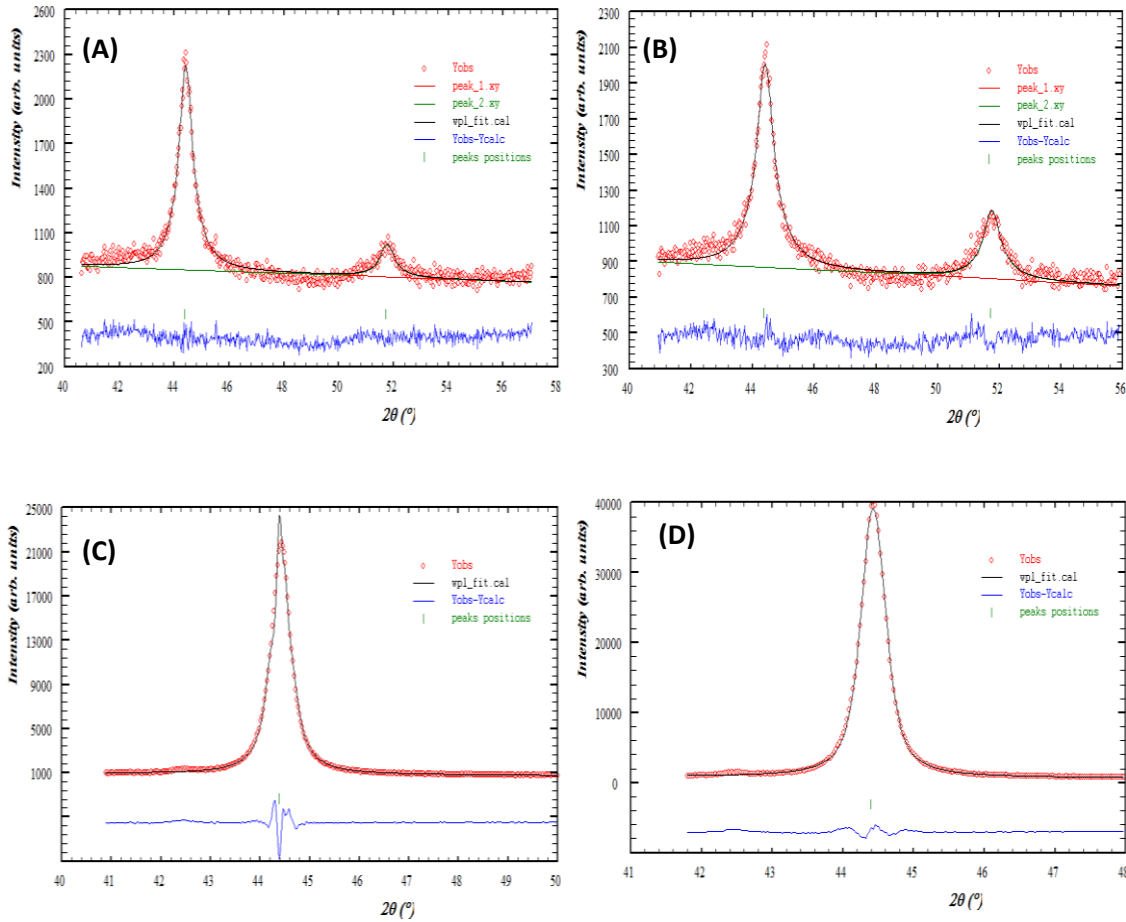 (A)
Intensity (arb. units)
2600
2300
2000
1700
1400
1100
800
500
200
Yobs
peak_1.xy
peak_2.xy
wpl_fit.cal
Yobs-Ycalc
peaks positions
40 42 44 46 48 50 52 54 56 58
2θ (°)
(B)
Intensity (arb. units)
2300
2100
1900
1700
1500
1300
1100
900
700
500
300
Yobs
peak_1.xy
peak_2.xy
wpl_fit.cal
Yobs-Ycalc
peaks positions
40 42 44 46 48 50 52 54 56
2θ (°)
(C)
Intensity (arb. units)
25000
21000
17000
13000
9000
5000
1000
Yobs
wpl_fit.cal
Yobs-Ycalc
peaks positions
40 41 42 43 44 45 46 47 48 49 50
2θ (°)
(D)
Intensity (arb. units)
40000
30000
20000
10000
0
Yobs
wpl_fit.cal
Yobs-Ycalc
peaks positions
41 42 43 44 45 46 47 48
2θ (°)